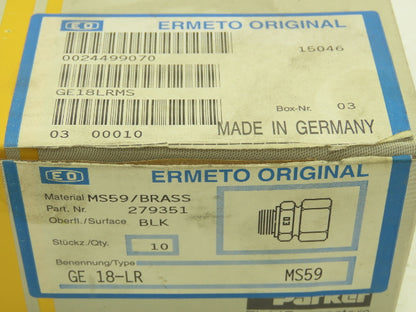 EO ERMETO ORIGINAL
0024499070 15046
GE18LRMS
Box-Nr. 03
03 00010 MADE IN GERMANY
EO ERMETO ORIGINAL
Material MS59/BRASS
Part. Nr. 279351
Oberfl./Surface BLK
Stückz./Qty. 10
Benennung/Type
GE 18-LR MS59
Parker